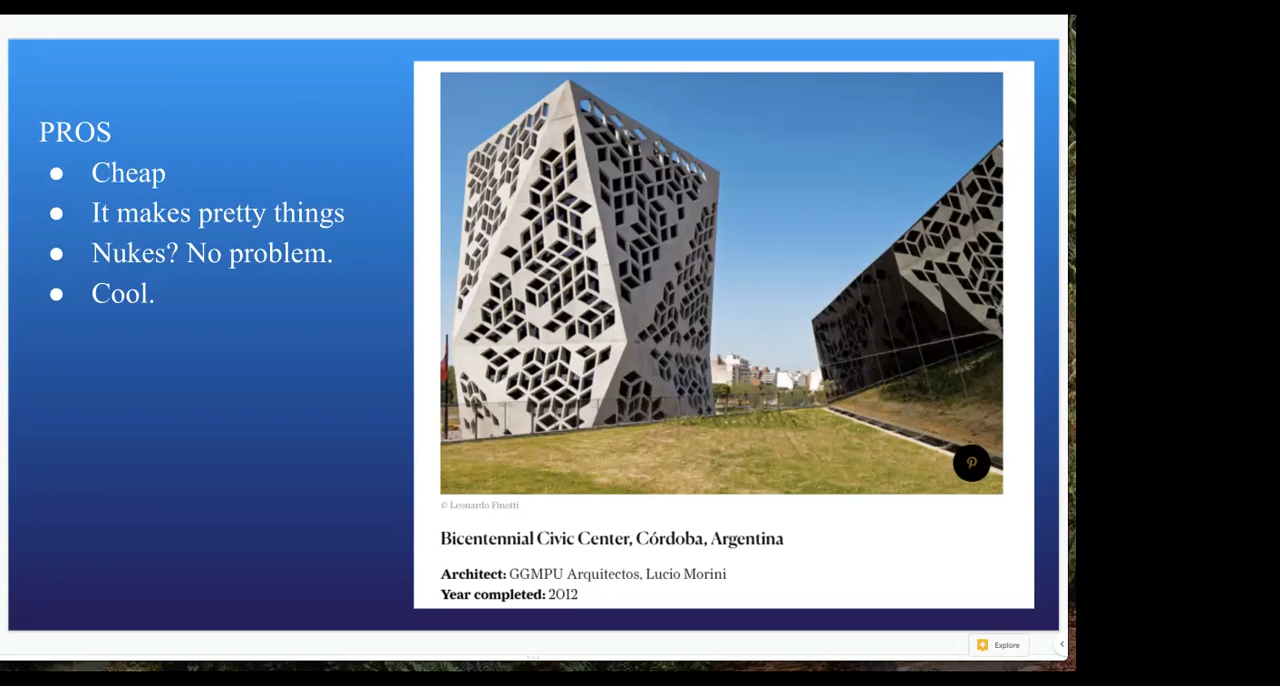 PROS
● Cheap
● It makes pretty things
● Nukes? No problem.
● Cool.
© Leonardo Finotti
Bicentennial Civic Center, Córdoba, Argentina
Architect: GGMPU Arquitectos, Lucio Morini
Year completed: 2012
Explore